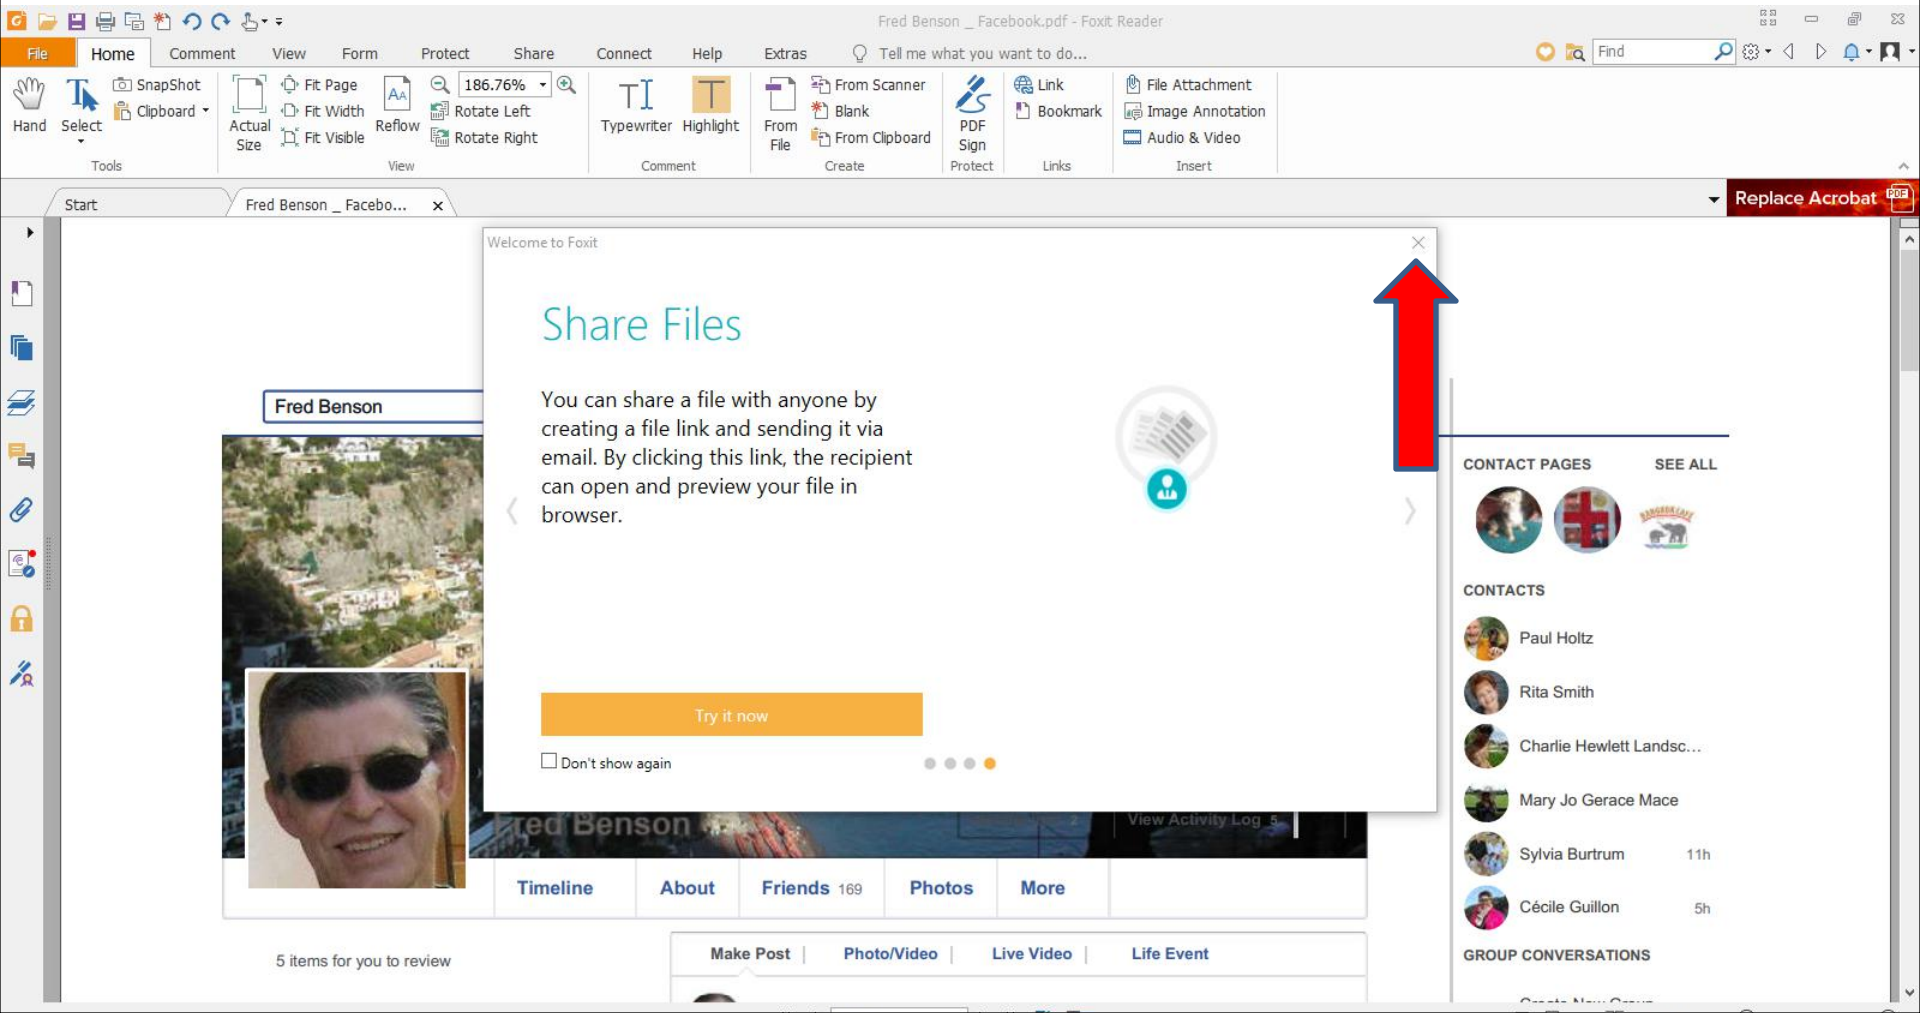 Fred Benson _ Facebook.pdf - Foxit Reader
File Home Comment View Form Protect Share Connect Help Extras Tell me what you want to do... Find
Hand
Select
SnapShot
Clipboard
Tools
Actual Size
Fit Page
Fit Width
Fit Visible
Reflow
186.76%
Rotate Left
Rotate Right
View
Typewriter
Highlight
Comment
From File
From Scanner
Blank
From Clipboard
Create
PDF Sign
Protect
Link
Bookmark
Links
File Attachment
Image Annotation
Audio & Video
Insert
Start
Fred Benson _ Facebo...
Replace Acrobat PDF
Welcome to Foxit
Share Files
You can share a file with anyone by
creating a file link and sending it via
email. By clicking this link, the recipient
can open and preview your file in
browser.
Try it now
Don't show again
Fred Benson
Fred Benson
2
View Activity Log 5
Timeline About Friends 169 Photos More
5 items for you to review
Make Post Photo/Video Live Video Life Event
CONTACT PAGES SEE ALL
BANGKOK CAFE
CONTACTS
Paul Holtz
Rita Smith
Charlie Hewlett Landsc...
Mary Jo Gerace Mace
Sylvia Burtrum 11h
Cécile Guillon 5h
GROUP CONVERSATIONS
Create New Group